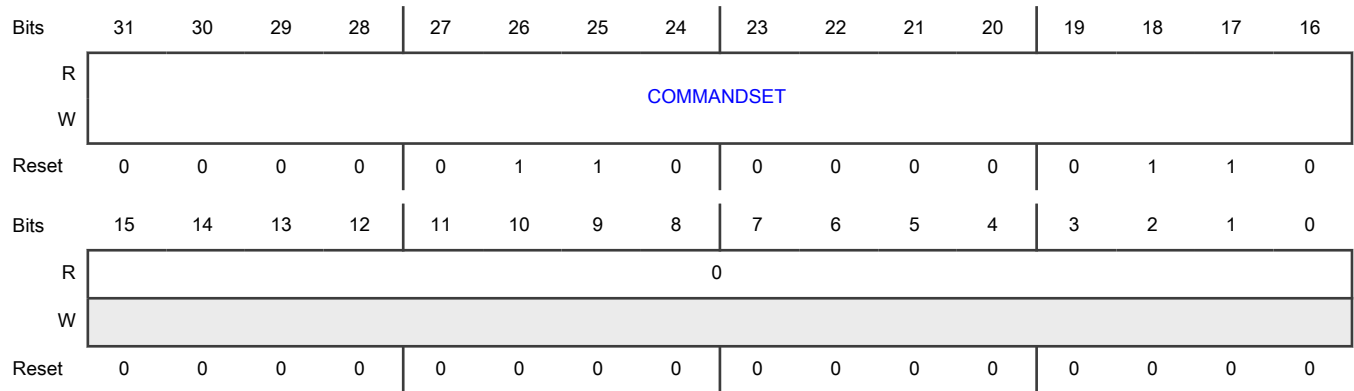 Bits 31 30 29 28 27 26 25 24 23 22 21 20 19 18 17 16
R
COMMANDSET
W
Reset 0 0 0 0 0 1 1 0 0 0 0 0 0 1 1 0
Bits 15 14 13 12 11 10 9 8 7 6 5 4 3 2 1 0
R 0
W
Reset 0 0 0 0 0 0 0 0 0 0 0 0 0 0 0 0